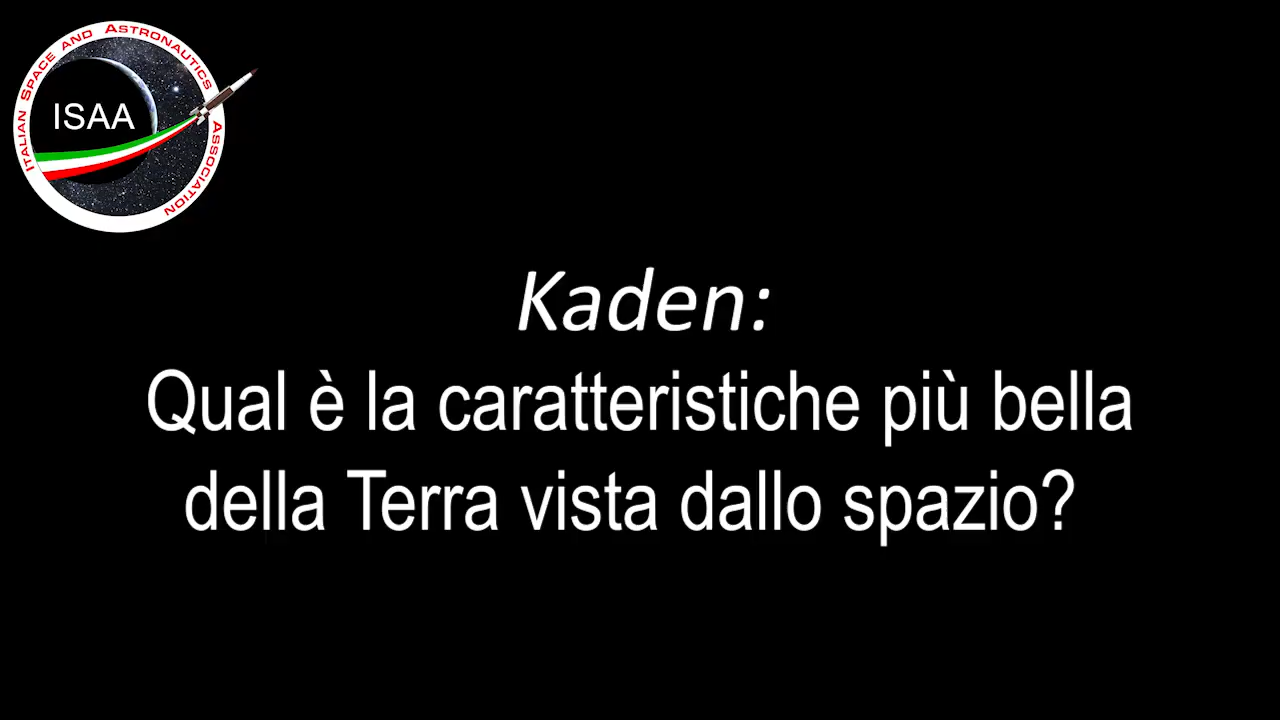 ITALIAN SPACE AND ASTRONAUTICS ASSOCIATION
ISAA
Kaden:
Qual è la caratteristiche più bella
della Terra vista dallo spazio?